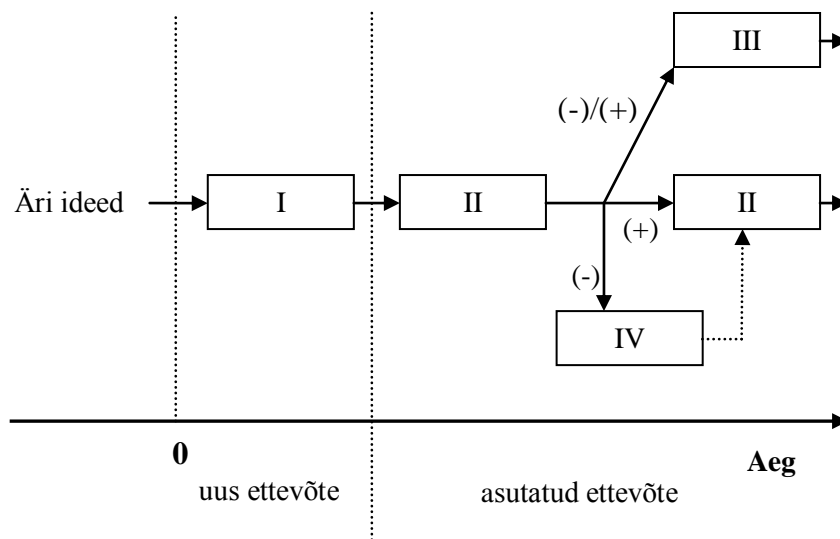 III
(-)/(+)
Äri ideed
I
II
II
(+)
(-)
IV
0
Aeg
uus ettevõte
asutatud ettevõte